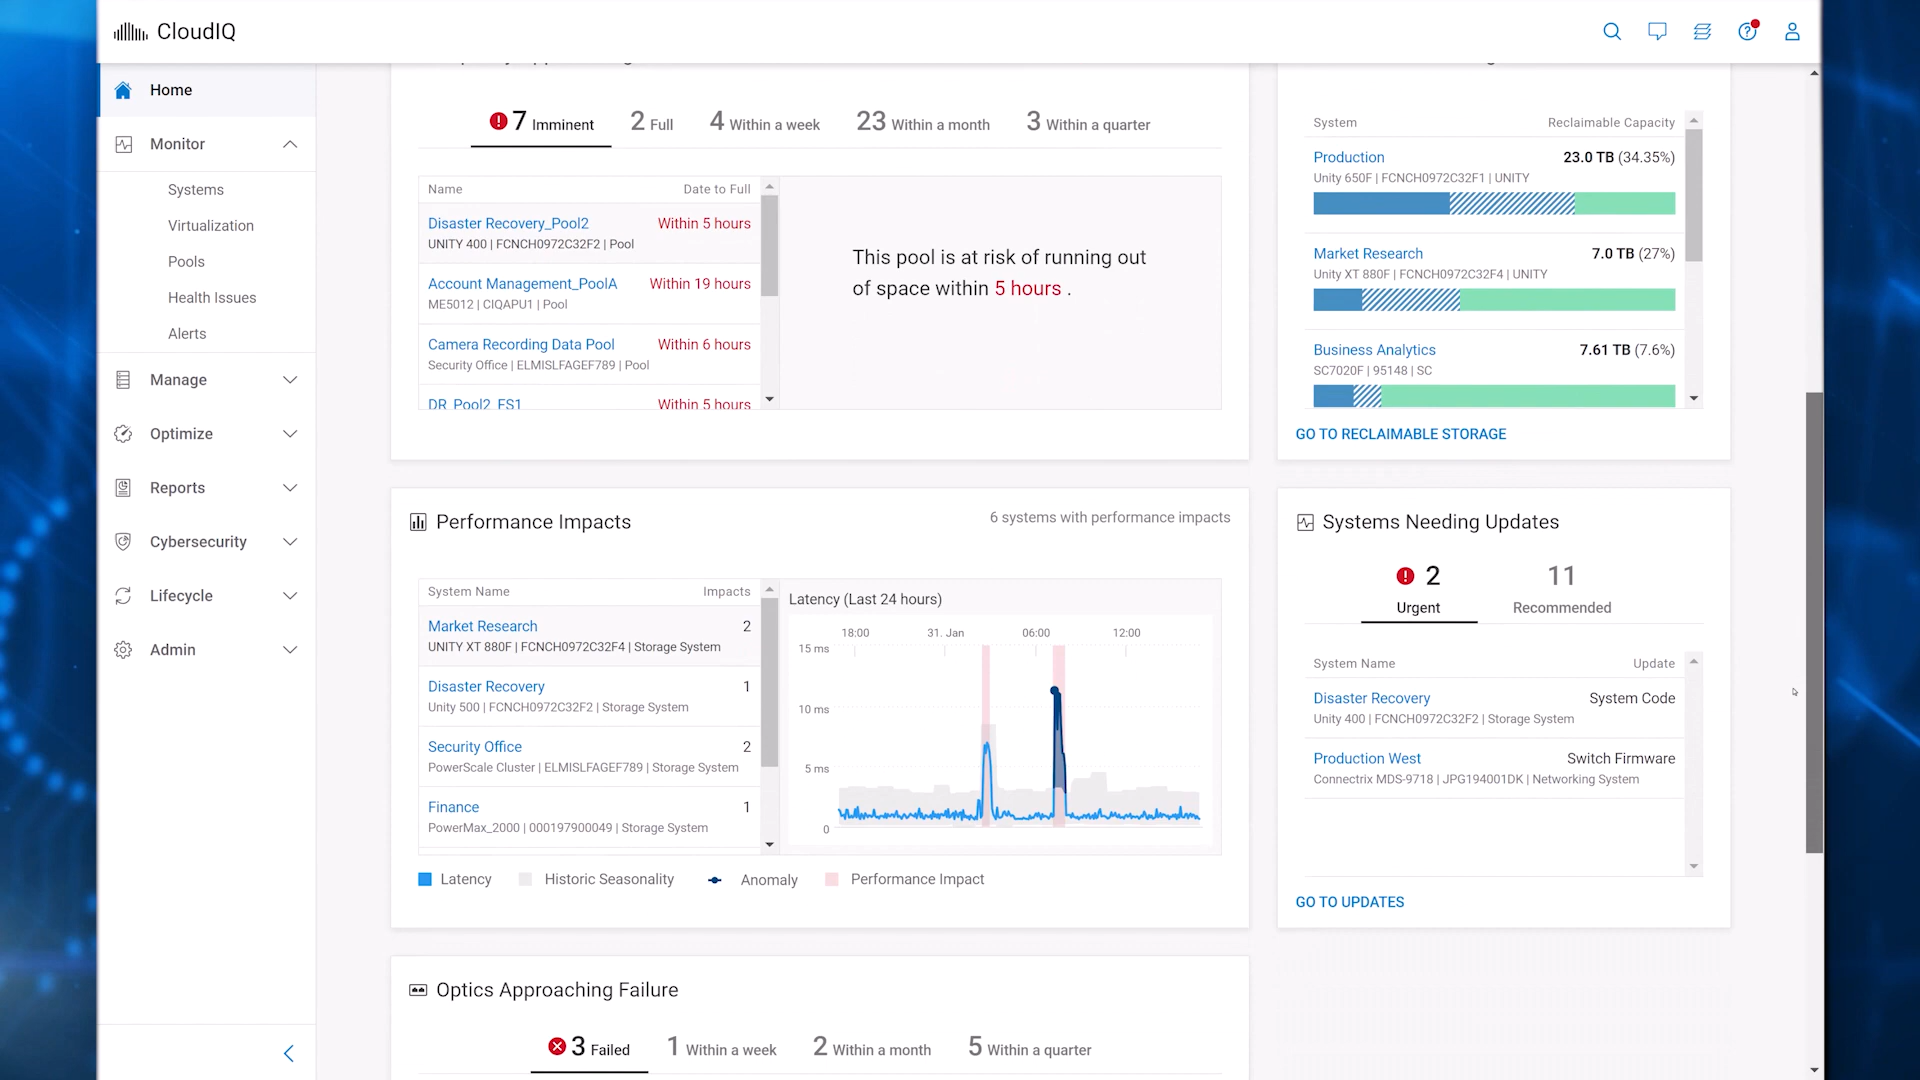 CloudIQ
Home
Monitor
Systems
Virtualization
Pools
Health Issues
Alerts
Manage
Optimize
Reports
Cybersecurity
Lifecycle
Admin
7 Imminent
2 Full
4 Within a week
23 Within a month
3 Within a quarter
Name Date to Full
Disaster Recovery_Pool2 Within 5 hours
UNITY 400 | FCNCH0972C32F2 | Pool
Account Management_PoolA Within 19 hours
ME5012 | CIQAPU1 | Pool
Camera Recording Data Pool Within 6 hours
Security Office | ELMISLFAGEF789 | Pool
DR_Pool2_FS1 Within 5 hours
This pool is at risk of running out
of space within 5 hours .
System Reclaimable Capacity
Production 23.0 TB (34.35%)
Unity 650F | FCNCH0972C32F1 | UNITY
Market Research 7.0 TB (27%)
Unity XT 880F | FCNCH0972C32F4 | UNITY
Business Analytics 7.61 TB (7.6%)
SC7020F | 95148 | SC
GO TO RECLAIMABLE STORAGE
Performance Impacts
6 systems with performance impacts
System Name Impacts
Market Research 2
UNITY XT 880F | FCNCH0972C32F4 | Storage System
Disaster Recovery 1
Unity 500 | FCNCH0972C32F2 | Storage System
Security Office 2
PowerScale Cluster | ELMISLFAGEF789 | Storage System
Finance 1
PowerMax_2000 | 000197900049 | Storage System
Latency (Last 24 hours)
18:00 31. Jan 06:00 12:00
15 ms
10 ms
5 ms
0
Latency Historic Seasonality Anomaly Performance Impact
Systems Needing Updates
2 11
Urgent Recommended
System Name Update
Disaster Recovery System Code
Unity 400 | FCNCH0972C32F2 | Storage System
Production West Switch Firmware
Connectrix MDS-9718 | JPG194001DK | Networking System
GO TO UPDATES
Optics Approaching Failure
3 Failed
1 Within a week
2 Within a month
5 Within a quarter